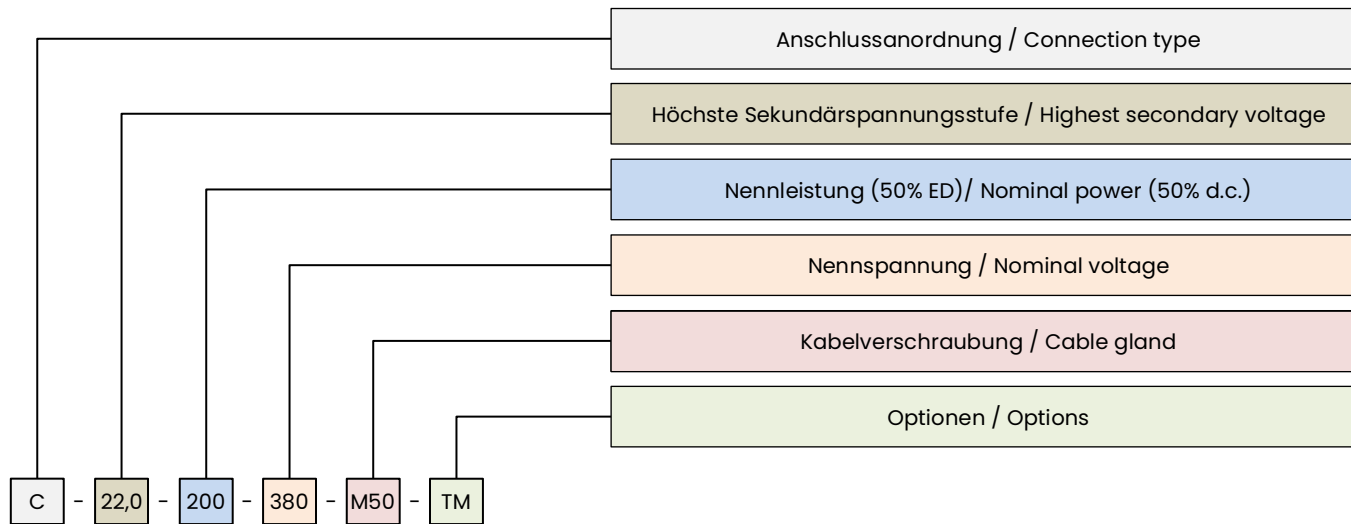 Anschlussanordnung / Connection type
Höchste Sekundärspannungsstufe / Highest secondary voltage
Nennleistung (50% ED)/ Nominal power (50% d.c.)
Nennspannung / Nominal voltage
Kabelverschraubung / Cable gland
Optionen / Options
C - 22,0 - 200 - 380 - M50 - TM